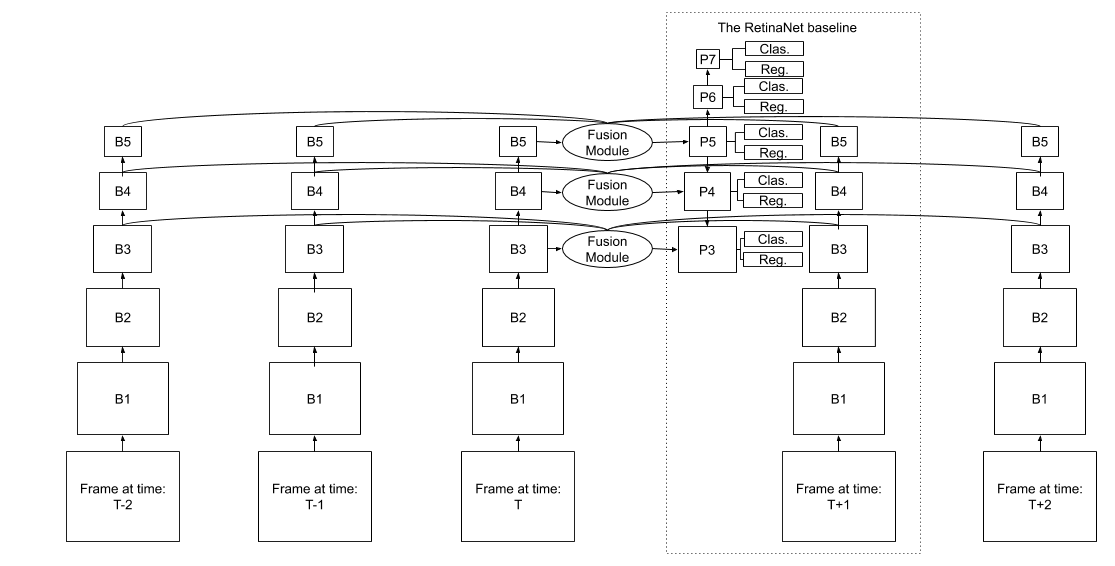 The RetinaNet baseline
P7
Clas.
Reg.
P6
Clas.
Reg.
B5
B5
B5
Fusion
Module
P5
Clas.
Reg.
B5
B5
B4
B4
B4
Fusion
Module
P4
Clas.
Reg.
B4
B4
B3
B3
B3
Fusion
Module
P3
Clas.
Reg.
B3
B3
B2
B2
B2
B2
B2
B1
B1
B1
B1
B1
Frame at time:
T-2
Frame at time:
T-1
Frame at time:
T
Frame at time:
T+1
Frame at time:
T+2